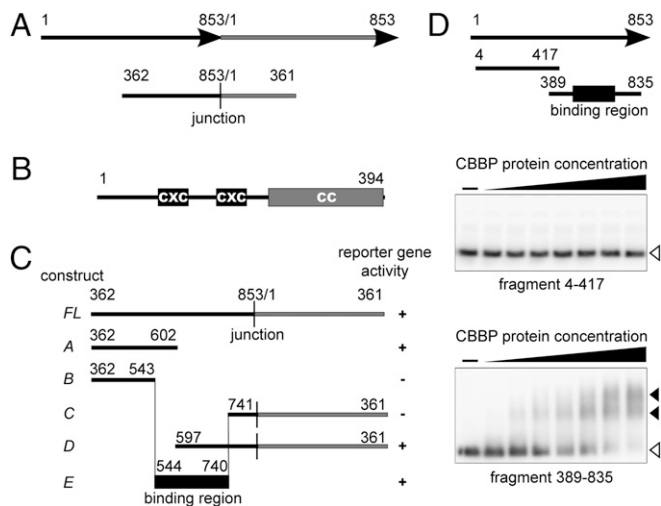 A
1 853/1 853
362 853/1 361
junction
B
1 394
CXC CXC CC
C
construct
reporter gene
activity
FL 362 853/1 361 +
junction
A 362 602 +
B 362 543 -
C 741 361 -
D 597 361 +
E 544 740 +
binding region
D
1 853
4 417
389 835
binding region
CBBP protein concentration
–
fragment 4-417
CBBP protein concentration
–
fragment 389-835